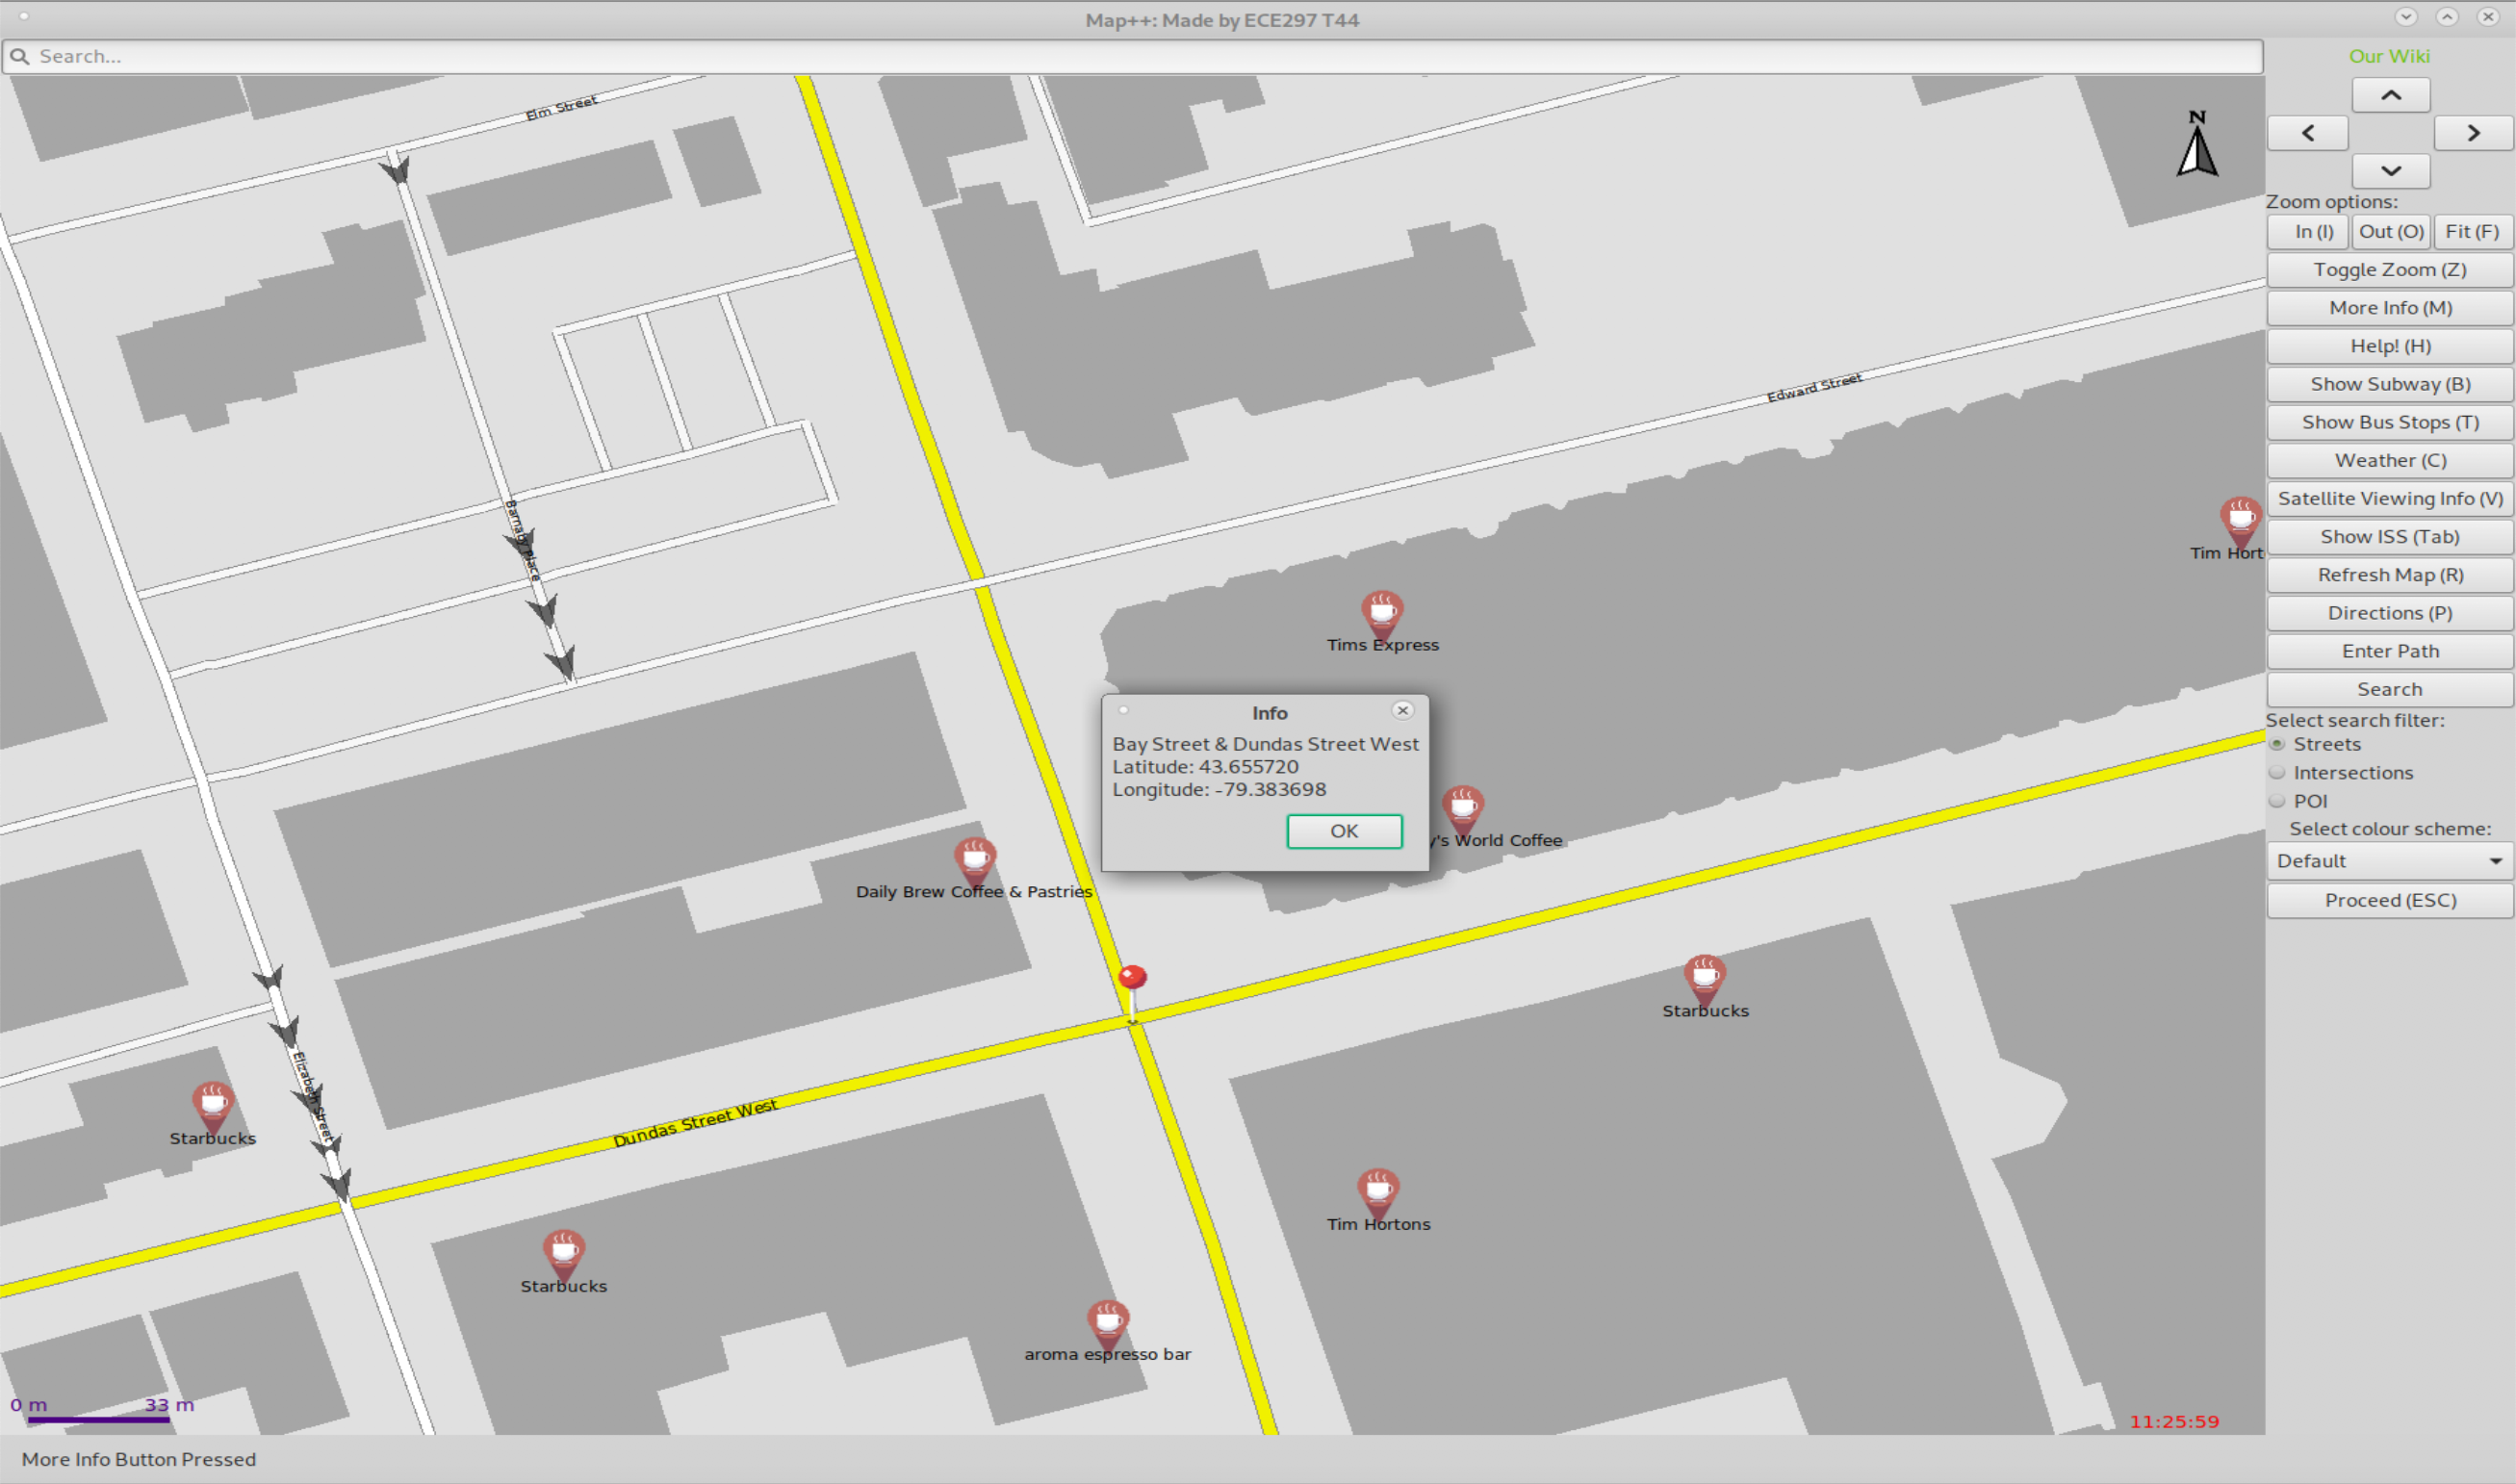 Map++: Made by ECE297 T44
Search...
Our Wiki
Elm Street
N
Zoom options:
In (I)
Out (O)
Fit (F)
Toggle Zoom (Z)
More Info (M)
Help! (H)
Show Subway (B)
Show Bus Stops (T)
Weather (C)
Satellite Viewing Info (V)
Show ISS (Tab)
Refresh Map (R)
Directions (P)
Enter Path
Search
Select search filter:
Streets
Intersections
POI
Select colour scheme:
Default
Proceed (ESC)
Edward Street
Barnaby Place
Tim Hort
Tims Express
Info
Bay Street & Dundas Street West
Latitude: 43.655720
Longitude: -79.383698
OK
y's World Coffee
Daily Brew Coffee & Pastries
Starbucks
Elizabeth Street
Starbucks
Dundas Street West
Tim Hortons
Starbucks
aroma espresso bar
0 m
33 m
11:25:59
More Info Button Pressed